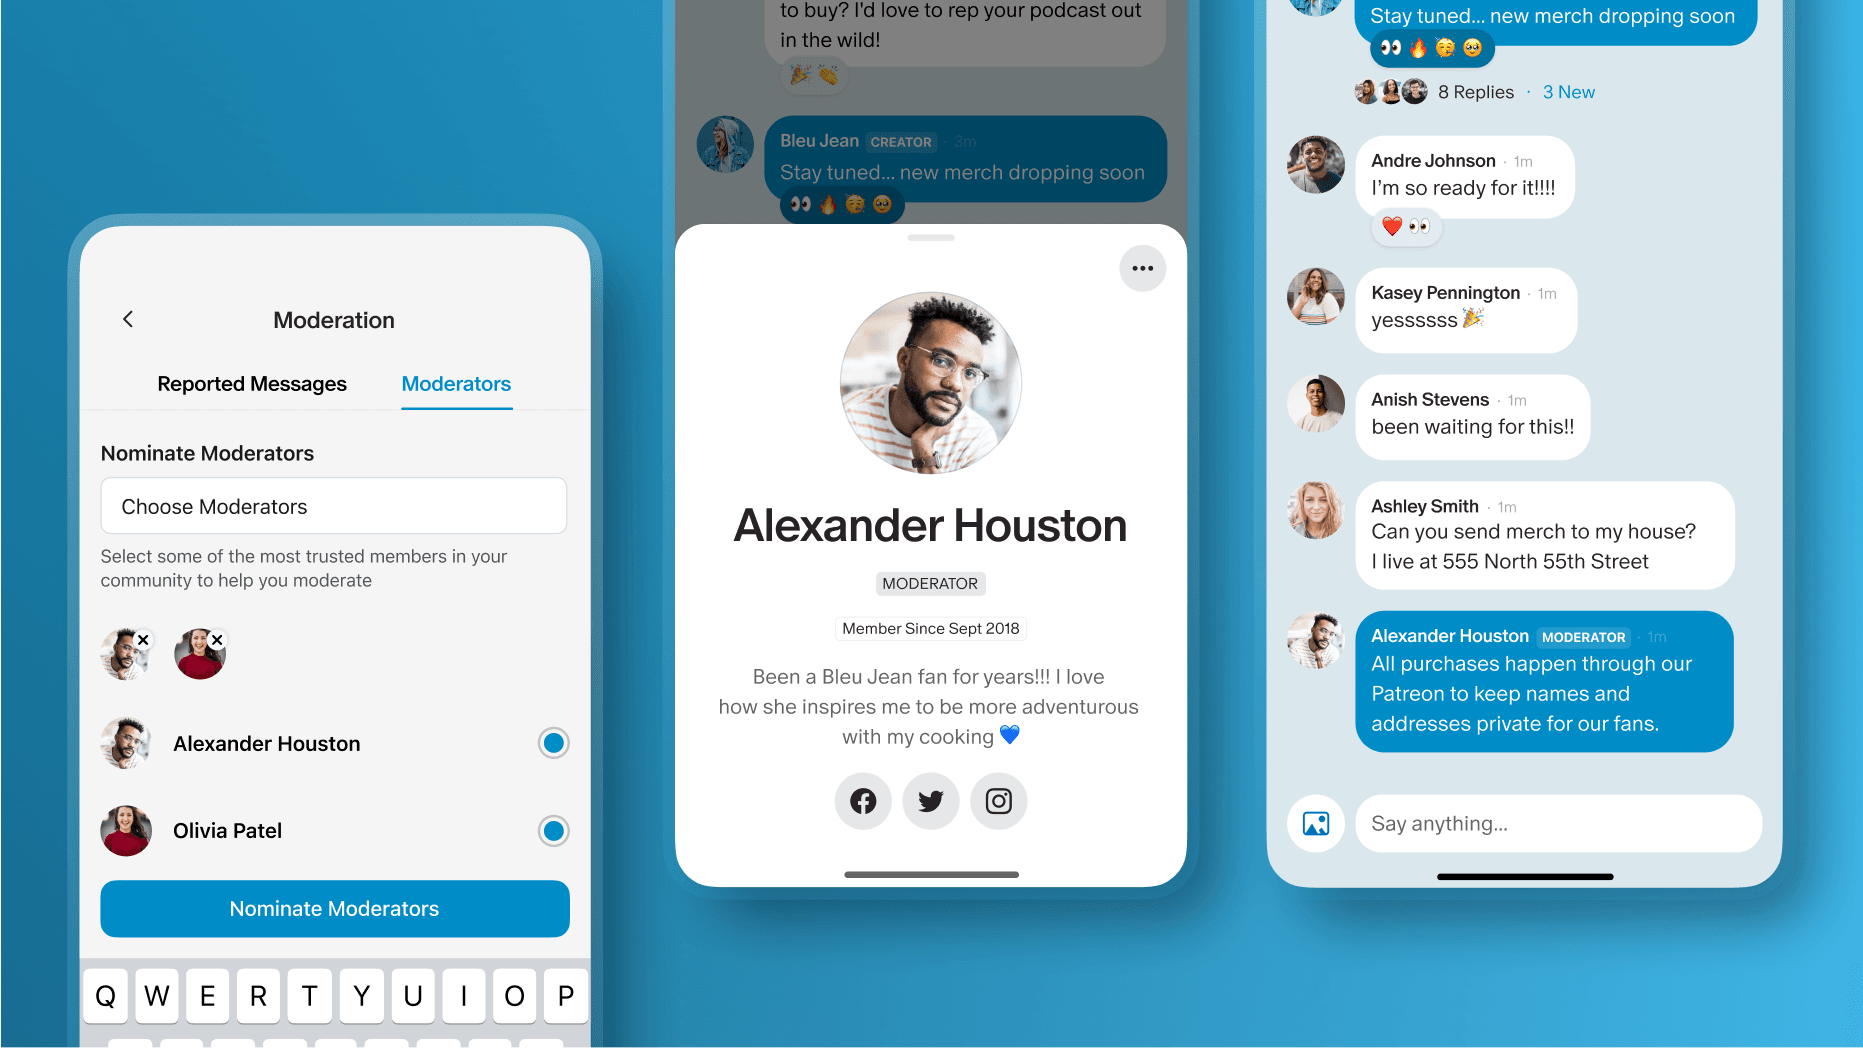 Moderation
Reported Messages
Moderators
Nominate Moderators
Choose Moderators
Select some of the most trusted members in your
community to help you moderate
Alexander Houston
Olivia Patel
Nominate Moderators
Q W E R T Y U I O P
to buy? I'd love to rep your podcast out
in the wild!
Bleu Jean CREATOR · 3m
Stay tuned... new merch dropping soon
Alexander Houston
MODERATOR
Member Since Sept 2018
Been a Bleu Jean fan for years!!! I love
how she inspires me to be more adventurous
with my cooking 💙
Stay tuned... new merch dropping soon
8 Replies · 3 New
Andre Johnson · 1m
I'm so ready for it!!!!
Kasey Pennington · 1m
yessssss 🎉
Anish Stevens · 1m
been waiting for this!!
Ashley Smith · 1m
Can you send merch to my house?
I live at 555 North 55th Street
Alexander Houston MODERATOR · 1m
All purchases happen through our
Patreon to keep names and
addresses private for our fans.
Say anything...